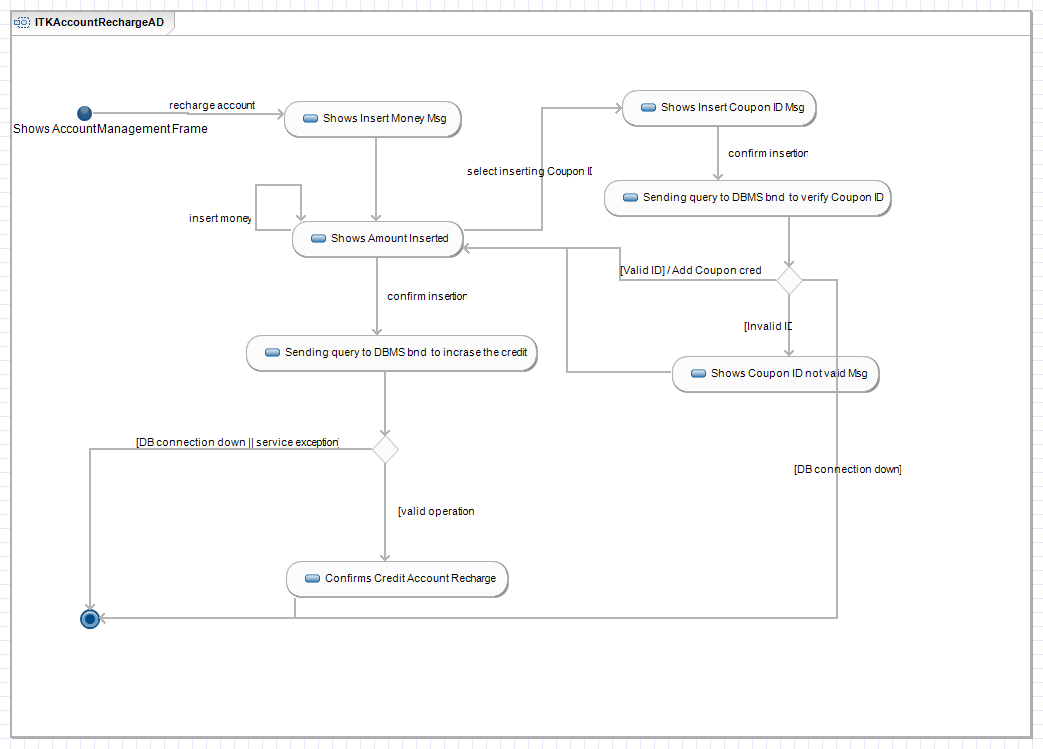 ITKAccountRechargeAD
recharge account
Shows AccountManagementFrame
Shows Insert Money Msg
Shows Insert Coupon ID Msg
confirm insertion
select inserting Coupon ID
Sending query to DBMS bnd to verify Coupon ID
insert money
Shows Amount Inserted
[Valid ID] / Add Coupon cred
confirm insertion
[Invalid ID
Sending query to DBMS bnd to incrase the credit
Shows Coupon ID not valid Msg
[DB connection down || service exception]
[DB connection down]
[valid operation
Confirms Credit Account Recharge